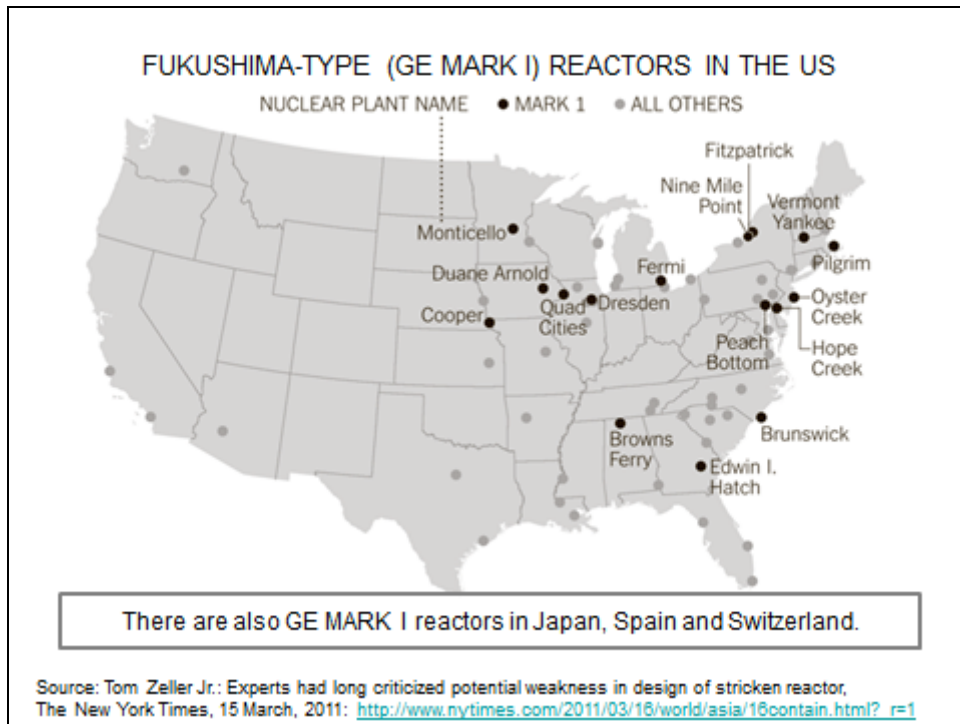 FUKUSHIMA-TYPE (GE MARK I) REACTORS IN THE US
NUCLEAR PLANT NAME ● MARK 1 ● ALL OTHERS
Fitzpatrick
Nine Mile
Point
Vermont
Yankee
Monticello
Pilgrim
Duane Arnold
Fermi
Quad
Cities
Dresden
Oyster
Creek
Cooper
Peach
Bottom
Hope
Creek
Browns
Ferry
Brunswick
Edwin I.
Hatch
There are also GE MARK I reactors in Japan, Spain and Switzerland.
Source: Tom Zeller Jr.: Experts had long criticized potential weakness in design of stricken reactor,
The New York Times, 15 March, 2011: http://www.nytimes.com/2011/03/16/world/asia/16contain.html?_r=1